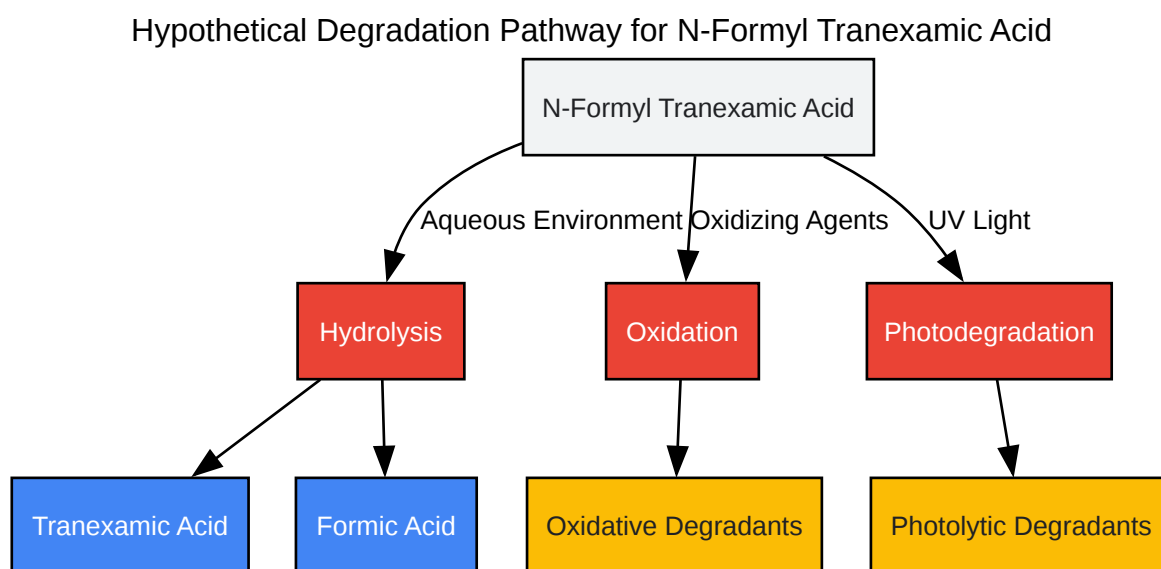 Hypothetical Degradation Pathway for N-Formyl Tranexamic Acid
N-Formyl Tranexamic Acid
Aqueous Environment
Oxidizing Agents
UV Light
Hydrolysis
Oxidation
Photodegradation
Tranexamic Acid
Formic Acid
Oxidative Degradants
Photolytic Degradants